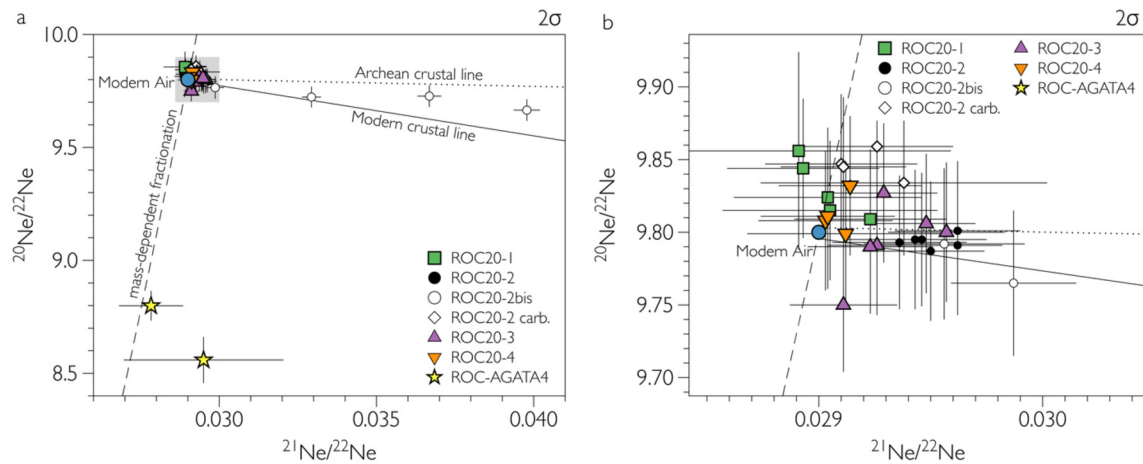 a
2σ
10.0
9.5
9.0
8.5
²⁰Ne/²²Ne
Modern Air
Archean crustal line
Modern crustal line
mass-dependent fractionation
ROC20-1
ROC20-2
ROC20-2bis
ROC20-2 carb.
ROC20-3
ROC20-4
ROC-AGATA4
0.030
0.035
0.040
²¹Ne/²²Ne
b
2σ
ROC20-1
ROC20-2
ROC20-2bis
ROC20-2 carb.
ROC20-3
ROC20-4
ROC-AGATA4
9.90
9.85
9.80
9.75
9.70
²⁰Ne/²²Ne
Modern Air
0.029
0.030
²¹Ne/²²Ne